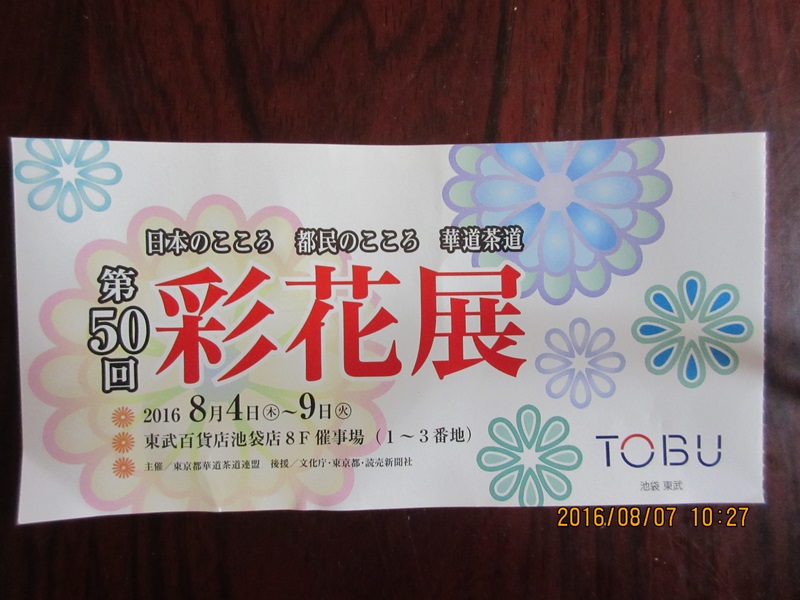 日本のこころ 都民のこころ 華道茶道
第50回
彩花展
2016 8月4日㊍～9日㊋
東武百貨店池袋店8F催事場（1～3番地）
主催／東京都華道茶道連盟 後援／文化庁・東京都・読売新聞社
TOBU
池袋 東武
2016/08/07 10:27